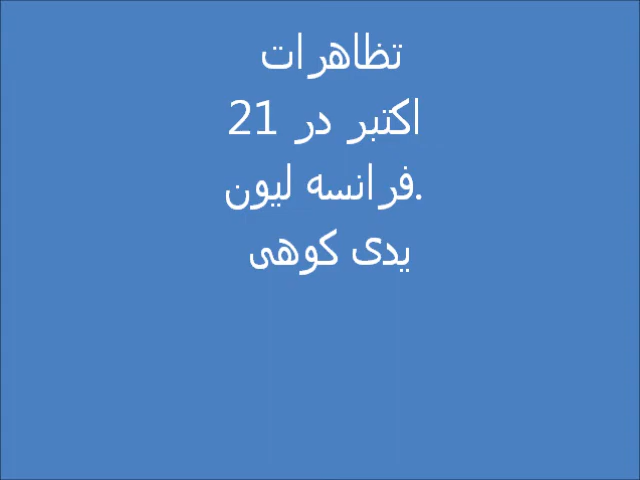 تظاهرات
اکتبر در 21
.فرانسه لیون
یدی کوهی